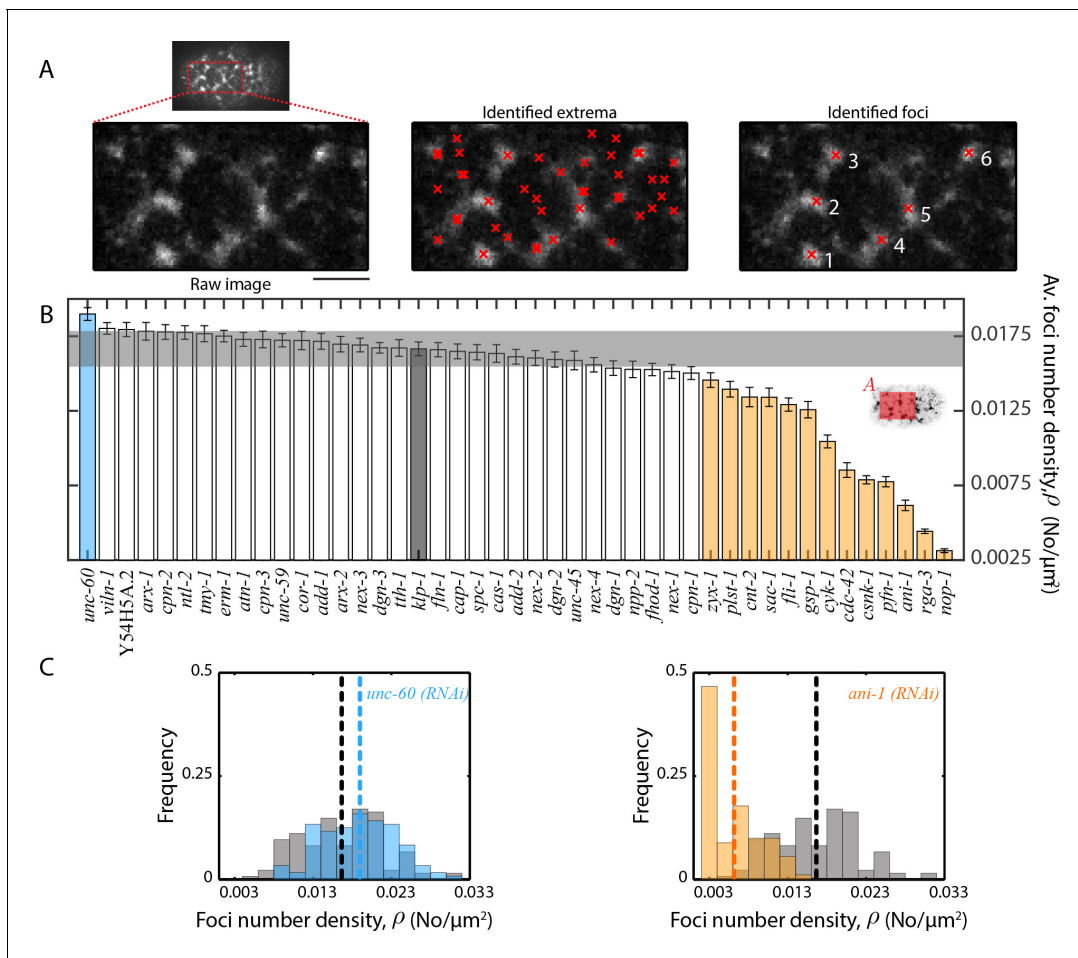 A
Identified extrema
Identified foci
1
2
3
4
5
6
Raw image
B
Av. foci number density, ρ (No/μm²)
0.0175
0.0125
0.0075
0.0025
A
unc-60
viln-1
Y54H5A.2
arx-1
cpn-2
ntl-2
tmy-1
erm-1
atn-1
cpn-3
unc-59
cor-1
add-1
arx-2
nex-3
dgn-3
tth-1
klp-1
fln-1
cap-1
spc-1
cas-1
add-2
nex-2
dgn-2
unc-45
nex-4
dgn-1
npp-2
fhod-1
nex-1
cpn-1
zyx-1
plst-1
cnt-2
sac-1
fli-1
gsp-1
cyk-1
cdc-42
csnk-1
pfn-1
ani-1
rga-3
nop-1
C
0.5
0.25
0
Frequency
unc-60 (RNAi)
0.003
0.013
0.023
0.033
Foci number density, ρ (No/μm²)
0.5
0.25
0
Frequency
ani-1 (RNAi)
0.003
0.013
0.023
0.033
Foci number density, ρ (No/μm²)